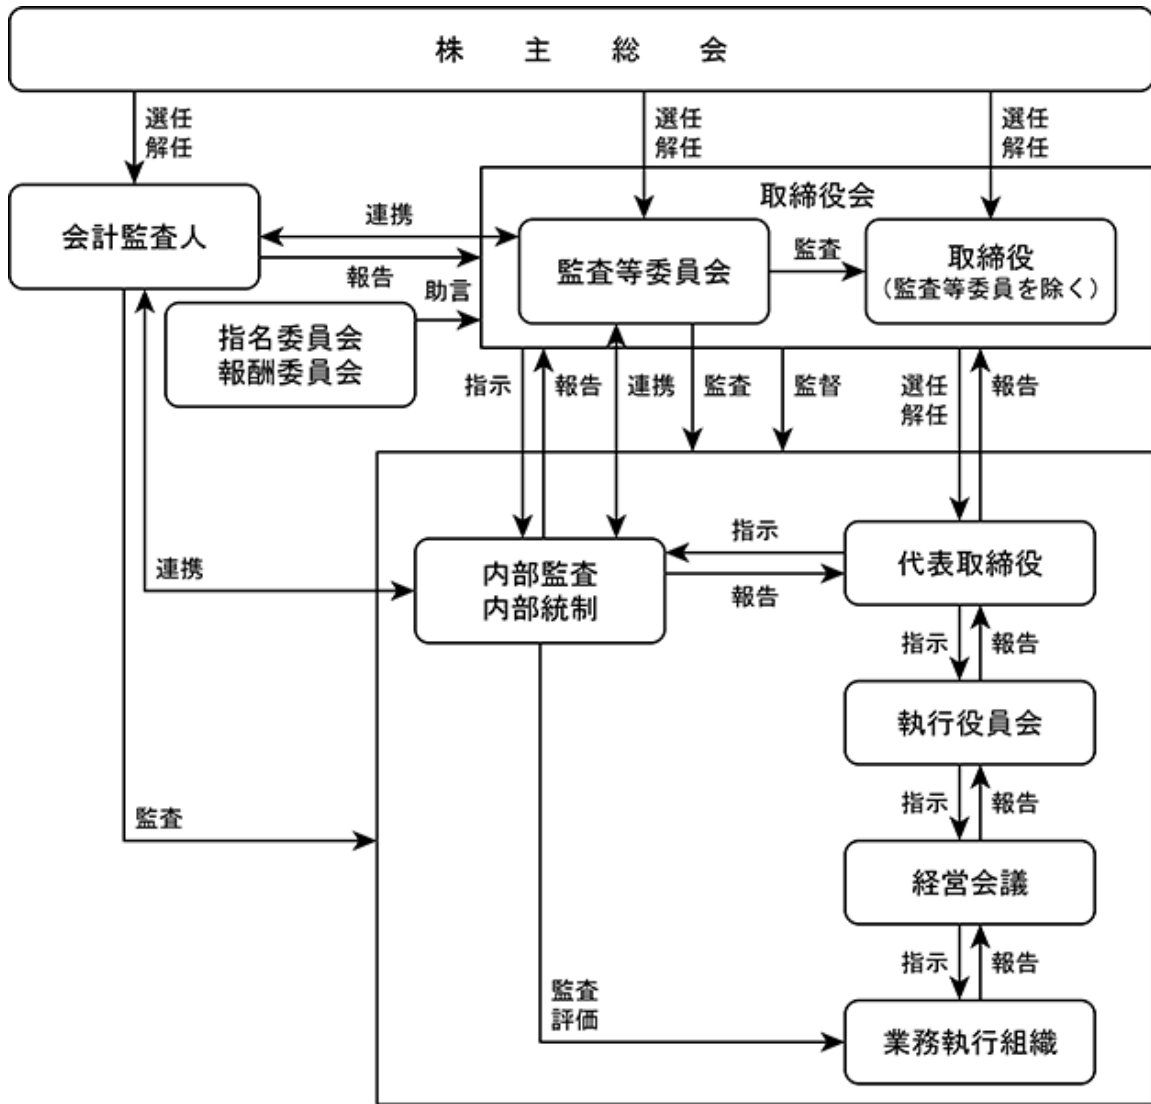 株主総会
選任
解任
選任
解任
選任
解任
取締役会
会計監査人
連携
報告
監査等委員会
監査
取締役
（監査等委員を除く）
助言
指名委員会
報酬委員会
指示
報告
連携
監査
監督
選任
解任
報告
連携
内部監査
内部統制
指示
報告
代表取締役
指示
報告
執行役員会
監査
指示
報告
経営会議
指示
報告
監査
評価
業務執行組織